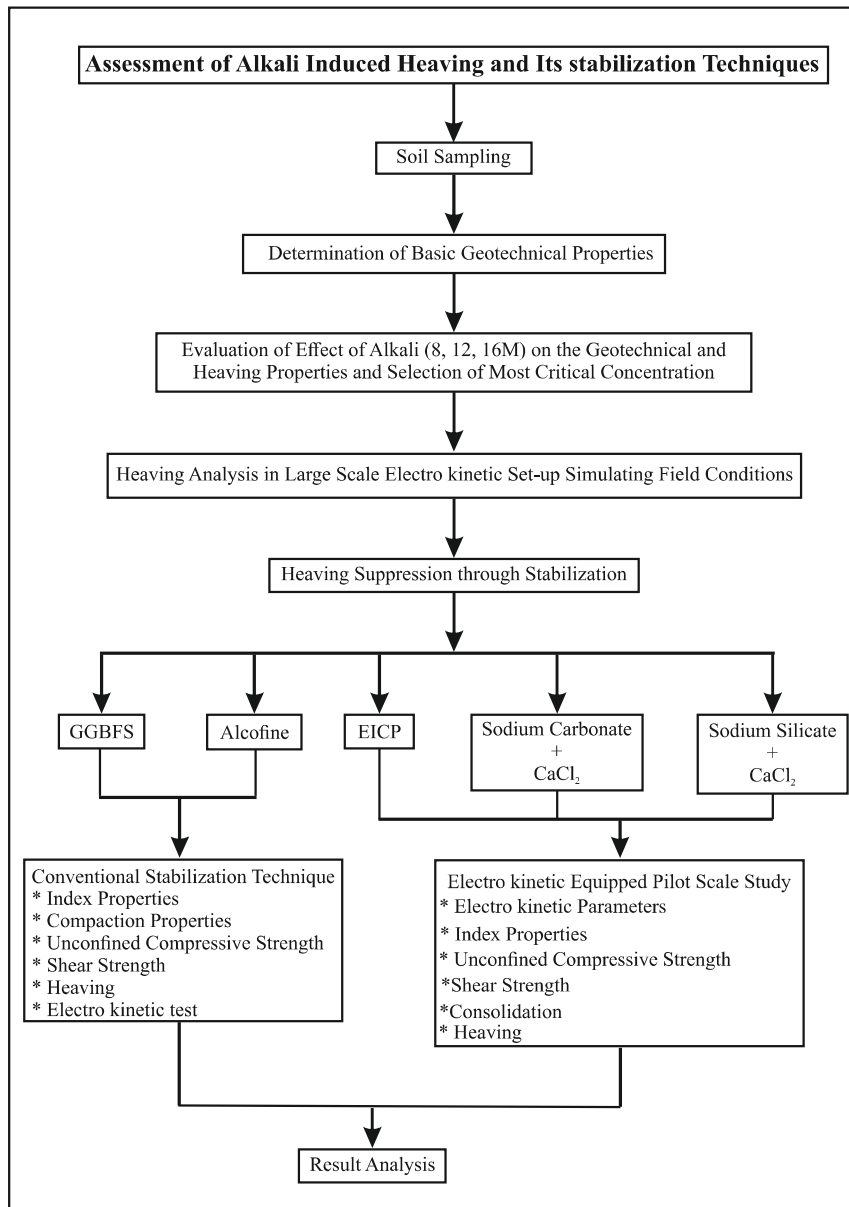 Assessment of Alkali Induced Heaving and Its stabilization Techniques
Soil Sampling
Determination of Basic Geotechnical Properties
Evaluation of Effect of Alkali (8, 12, 16M) on the Geotechnical and
Heaving Properties and Selection of Most Critical Concentration
Heaving Analysis in Large Scale Electro kinetic Set-up Simulating Field Conditions
Heaving Suppression through Stabilization
GGBFS
Alcofine
EICP
Sodium Carbonate
+
CaCl₂
Sodium Silicate
+
CaCl₂
Conventional Stabilization Technique
* Index Properties
* Compaction Properties
* Unconfined Compressive Strength
* Shear Strength
* Heaving
* Electro kinetic test
Electro kinetic Equipped Pilot Scale Study
* Electro kinetic Parameters
* Index Properties
* Unconfined Compressive Strength
*Shear Strength
*Consolidation
* Heaving
Result Analysis